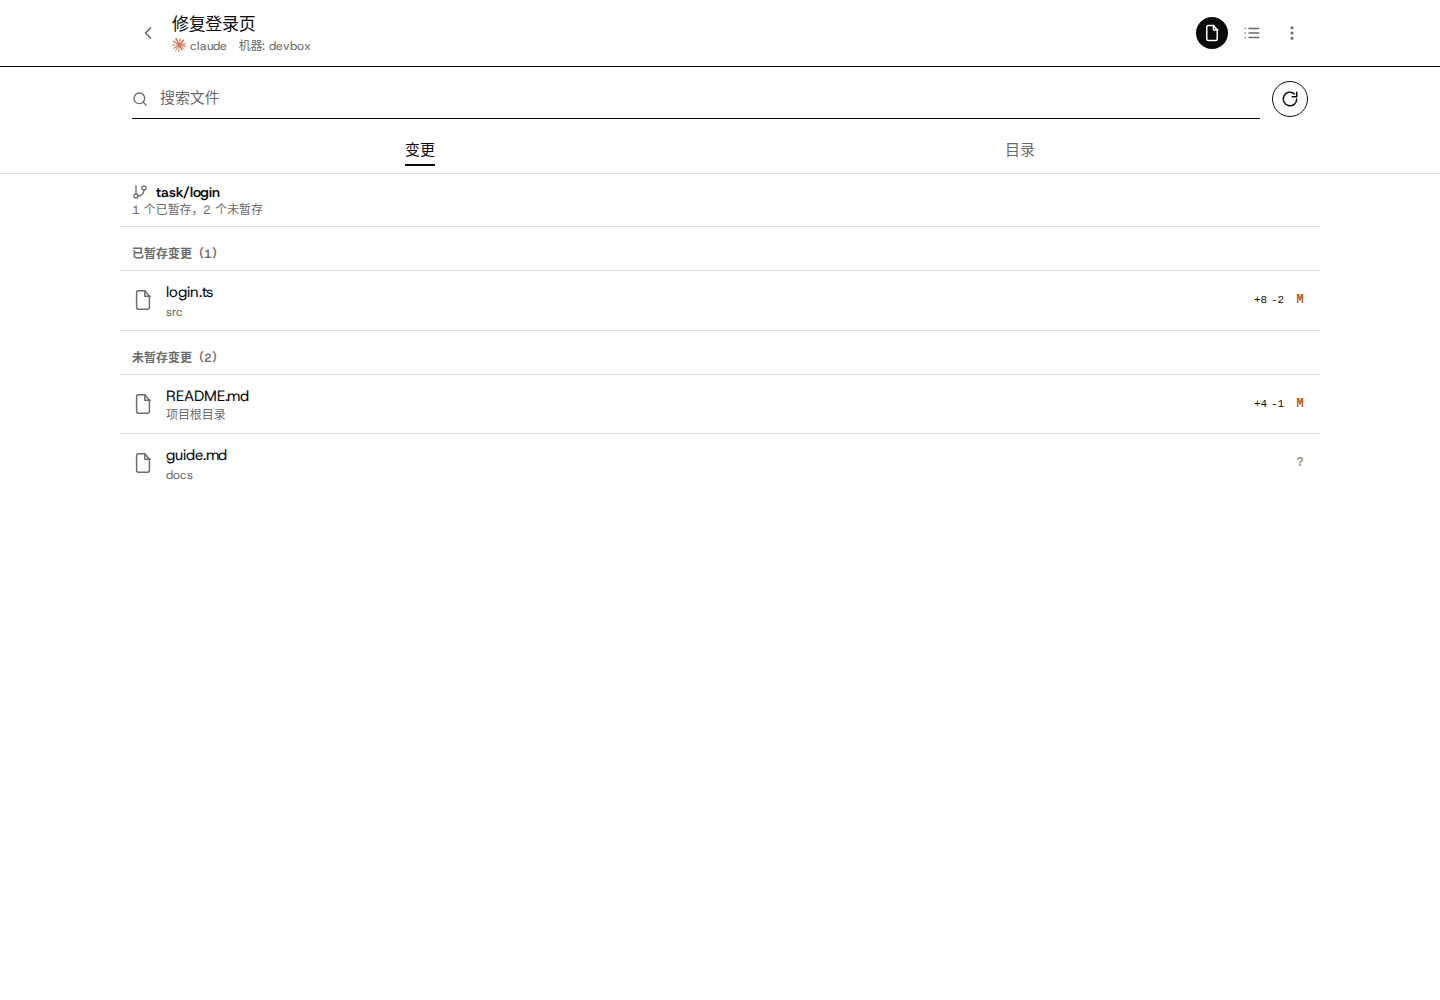 修复登录页
claude 机器: devbox
搜索文件
变更
目录
task/login
1 个已暂存，2 个未暂存
已暂存变更（1）
login.ts
src
+8 -2 M
未暂存变更（2）
README.md
项目根目录
+4 -1 M
guide.md
docs
?